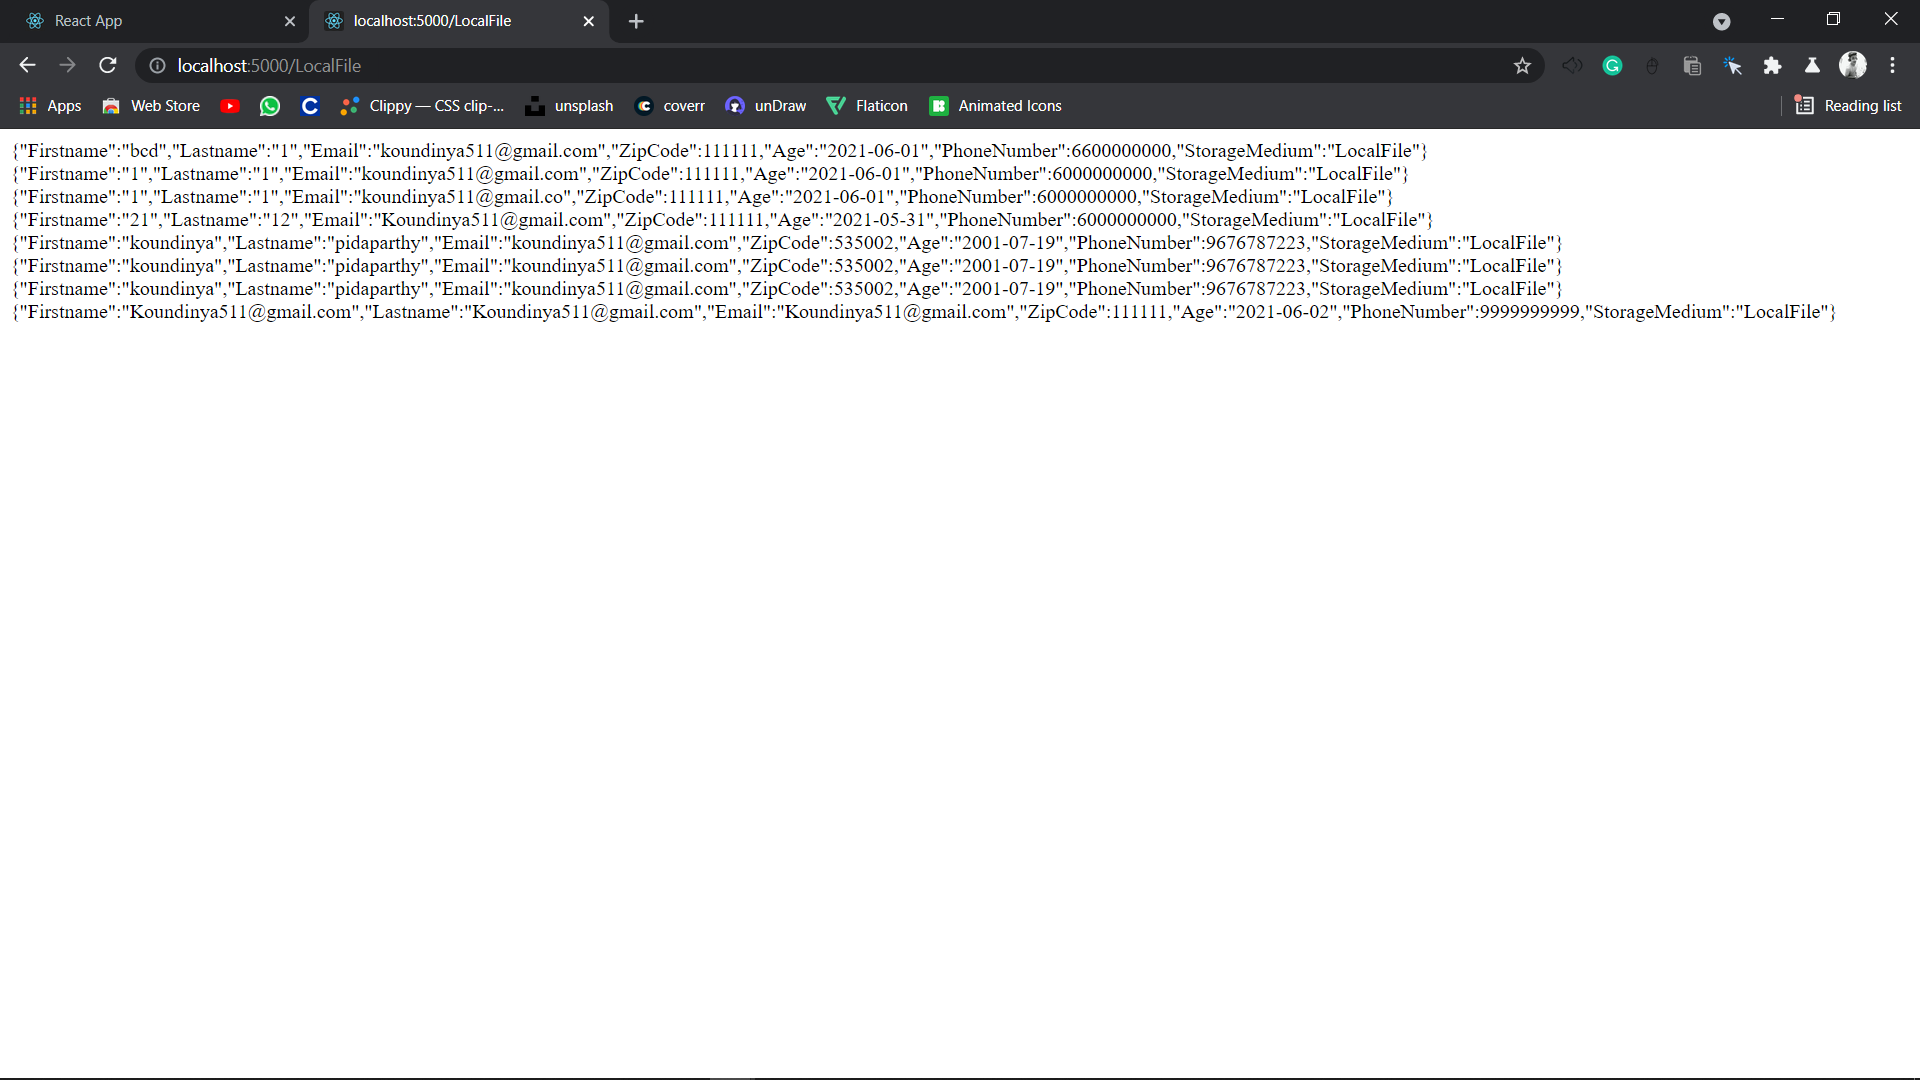 React App
localhost:5000/LocalFile
localhost:5000/LocalFile
Apps Web Store Clippy — CSS clip-... unsplash coverr unDraw Flaticon Animated Icons Reading list
{"Firstname":"bcd","Lastname":"1","Email":"koundinya511@gmail.com","ZipCode":111111,"Age":"2021-06-01","PhoneNumber":6600000000,"StorageMedium":"LocalFile"}
{"Firstname":"1","Lastname":"1","Email":"koundinya511@gmail.com","ZipCode":111111,"Age":"2021-06-01","PhoneNumber":6000000000,"StorageMedium":"LocalFile"}
{"Firstname":"1","Lastname":"1","Email":"koundinya511@gmail.co","ZipCode":111111,"Age":"2021-06-01","PhoneNumber":6000000000,"StorageMedium":"LocalFile"}
{"Firstname":"21","Lastname":"12","Email":"Koundinya511@gmail.com","ZipCode":111111,"Age":"2021-05-31","PhoneNumber":6000000000,"StorageMedium":"LocalFile"}
{"Firstname":"koundinya","Lastname":"pidaparthy","Email":"koundinya511@gmail.com","ZipCode":535002,"Age":"2001-07-19","PhoneNumber":9676787223,"StorageMedium":"LocalFile"}
{"Firstname":"koundinya","Lastname":"pidaparthy","Email":"koundinya511@gmail.com","ZipCode":535002,"Age":"2001-07-19","PhoneNumber":9676787223,"StorageMedium":"LocalFile"}
{"Firstname":"koundinya","Lastname":"pidaparthy","Email":"koundinya511@gmail.com","ZipCode":535002,"Age":"2001-07-19","PhoneNumber":9676787223,"StorageMedium":"LocalFile"}
{"Firstname":"Koundinya511@gmail.com","Lastname":"Koundinya511@gmail.com","Email":"Koundinya511@gmail.com","ZipCode":111111,"Age":"2021-06-02","PhoneNumber":9999999999,"StorageMedium":"LocalFile"}